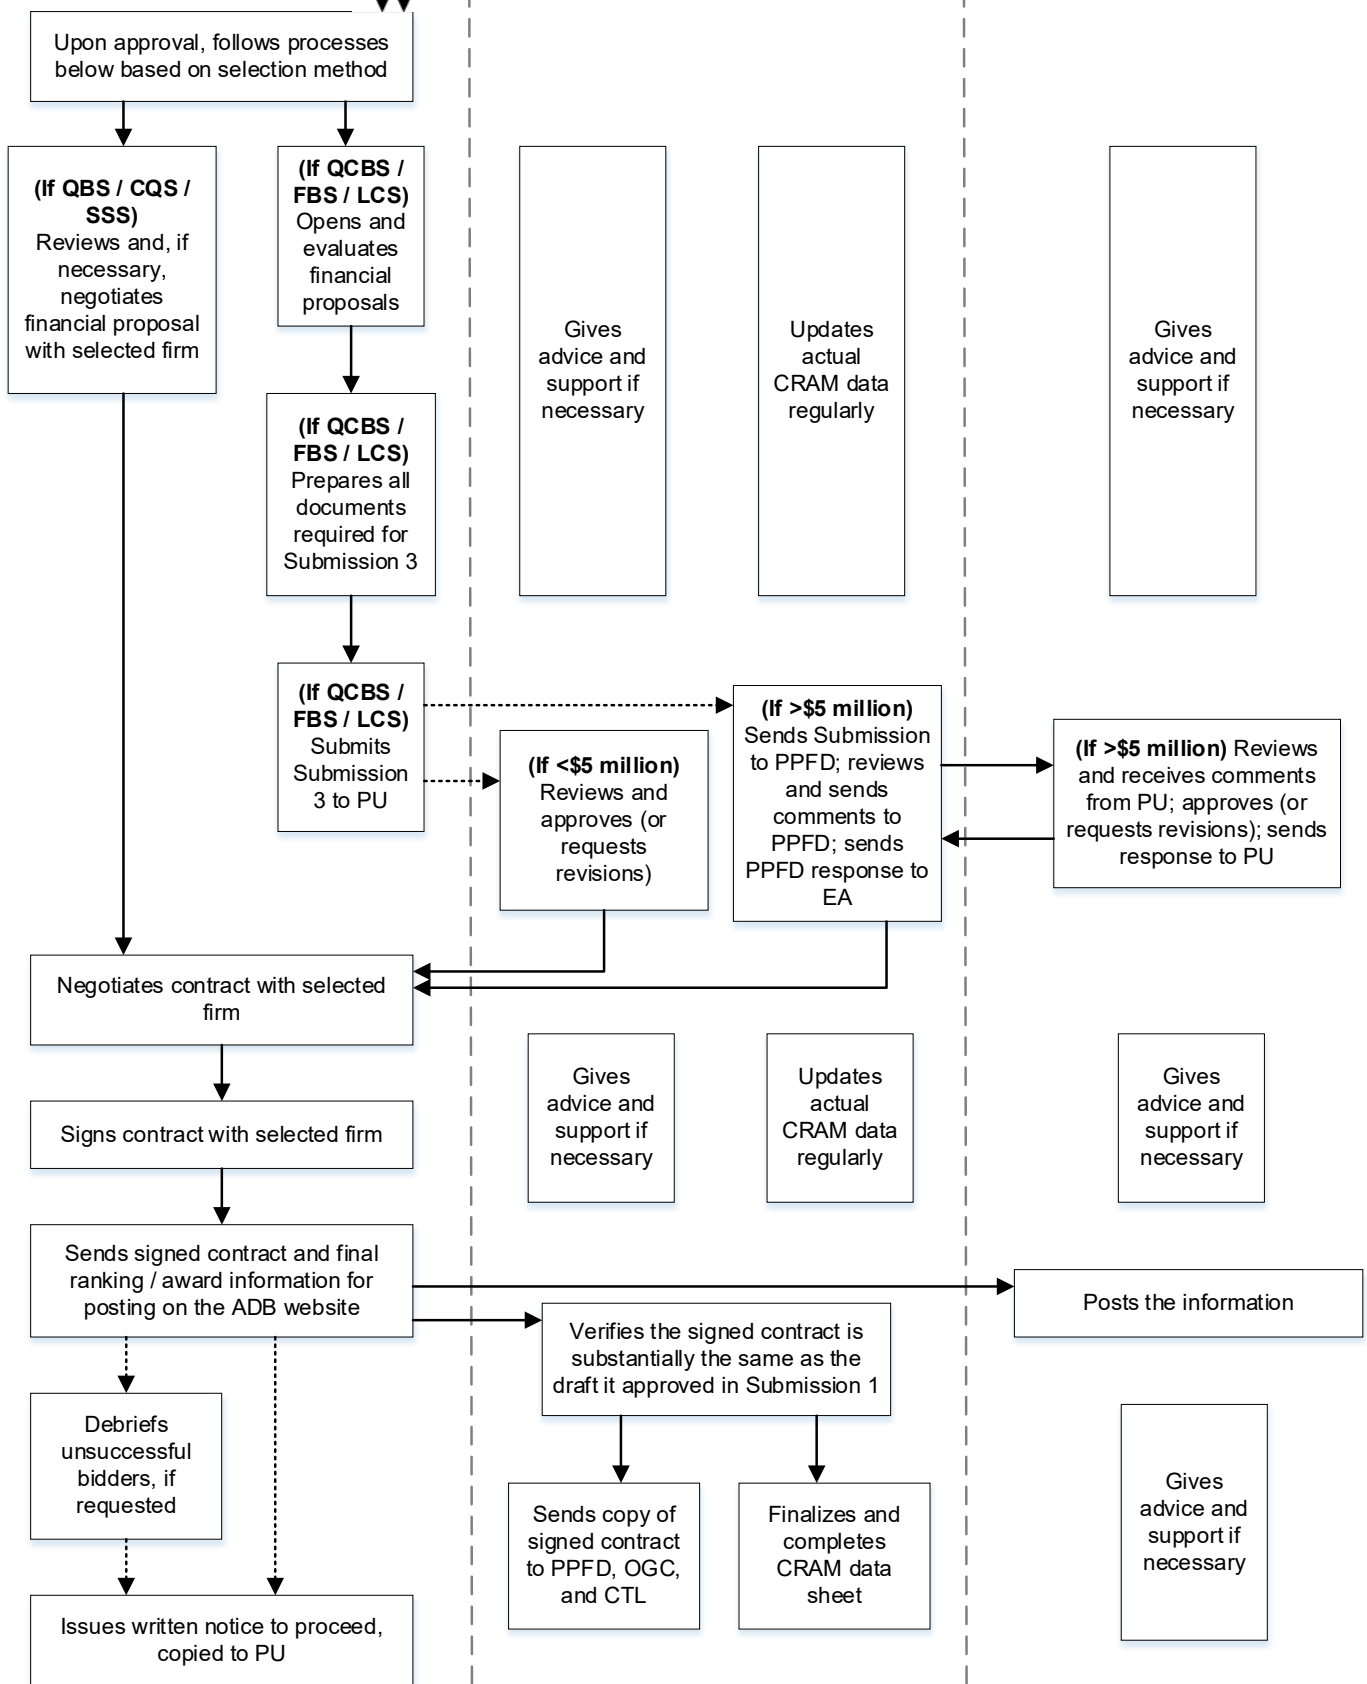 Upon approval, follows processes
below based on selection method
(If QBS / CQS /
SSS)
Reviews and, if
necessary,
negotiates
financial proposal
with selected firm
(If QCBS /
FBS / LCS)
Opens and
evaluates
financial
proposals
Gives
advice and
support if
necessary
Updates
actual
CRAM data
regularly
Gives
advice and
support if
necessary
(If QCBS /
FBS / LCS)
Prepares all
documents
required for
Submission 3
(If QCBS /
FBS / LCS)
Submits
Submission
3 to PU
(If <$5 million)
Reviews and
approves (or
requests
revisions)
(If >$5 million)
Sends Submission
to PPFD; reviews
and sends
comments to
PPFD; sends
PPFD response to
EA
(If >$5 million) Reviews
and receives comments
from PU; approves (or
requests revisions); sends
response to PU
Negotiates contract with selected
firm
Gives
advice and
support if
necessary
Updates
actual
CRAM data
regularly
Gives
advice and
support if
necessary
Signs contract with selected firm
Sends signed contract and final
ranking / award information for
posting on the ADB website
Posts the information
Verifies the signed contract is
substantially the same as the
draft it approved in Submission 1
Debriefs
unsuccessful
bidders, if
requested
Sends copy of
signed contract
to PPFD, OGC,
and CTL
Finalizes and
completes
CRAM data
sheet
Gives
advice and
support if
necessary
Issues written notice to proceed,
copied to PU